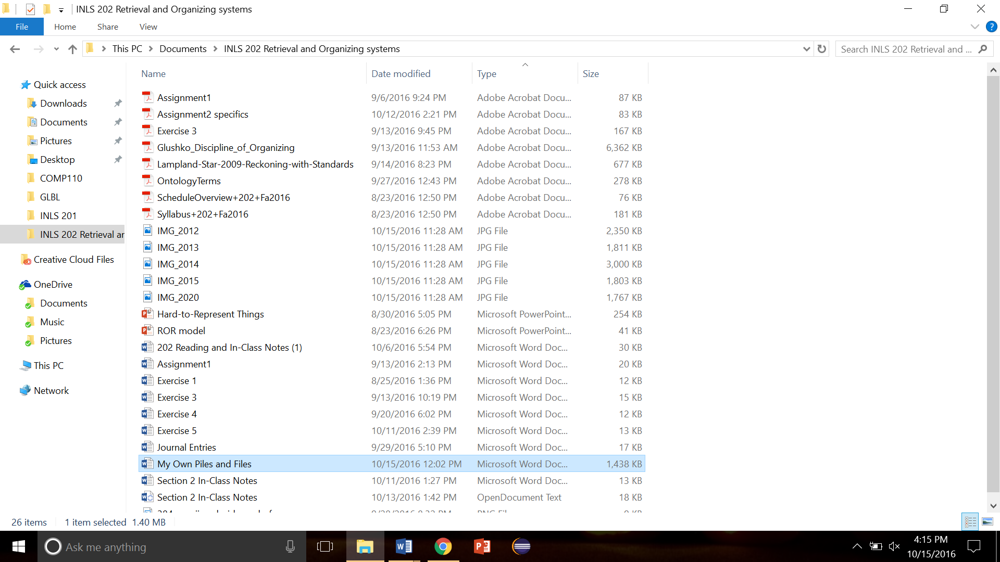 INLS 202 Retrieval and Organizing systems
File Home Share View
?
This PC Documents INLS 202 Retrieval and Organizing systems
Search INLS 202 Retrieval and ...
Name Date modified Type Size
Quick access
Downloads
Documents
Pictures
Desktop
COMP110
GLBL
INLS 201
INLS 202 Retrieval ar
Creative Cloud Files
OneDrive
Documents
Music
Pictures
This PC
Network
Assignment1 9/6/2016 9:24 PM Adobe Acrobat Docu... 87 KB
Assignment2 specifics 10/12/2016 2:21 PM Adobe Acrobat Docu... 83 KB
Exercise 3 9/13/2016 9:45 PM Adobe Acrobat Docu... 167 KB
Glushko_Discipline_of_Organizing 9/13/2016 11:53 AM Adobe Acrobat Docu... 6,362 KB
Lampland-Star-2009-Reckoning-with-Standards 9/14/2016 8:23 PM Adobe Acrobat Docu... 677 KB
OntologyTerms 9/27/2016 12:43 PM Adobe Acrobat Docu... 278 KB
ScheduleOverview+202+Fa2016 8/23/2016 12:50 PM Adobe Acrobat Docu... 76 KB
Syllabus+202+Fa2016 8/23/2016 12:50 PM Adobe Acrobat Docu... 181 KB
IMG_2012 10/15/2016 11:28 AM JPG File 2,350 KB
IMG_2013 10/15/2016 11:28 AM JPG File 1,811 KB
IMG_2014 10/15/2016 11:28 AM JPG File 3,000 KB
IMG_2015 10/15/2016 11:28 AM JPG File 1,803 KB
IMG_2020 10/15/2016 11:28 AM JPG File 1,767 KB
Hard-to-Represent Things 8/30/2016 5:05 PM Microsoft PowerPoint... 254 KB
ROR model 8/23/2016 6:26 PM Microsoft PowerPoint... 41 KB
202 Reading and In-Class Notes (1) 10/6/2016 5:54 PM Microsoft Word Doc... 30 KB
Assignment1 9/13/2016 2:13 PM Microsoft Word Doc... 20 KB
Exercise 1 8/25/2016 1:36 PM Microsoft Word Doc... 12 KB
Exercise 3 9/13/2016 10:19 PM Microsoft Word Doc... 15 KB
Exercise 4 9/20/2016 6:02 PM Microsoft Word Doc... 12 KB
Exercise 5 10/11/2016 2:39 PM Microsoft Word Doc... 13 KB
Journal Entries 9/29/2016 5:10 PM Microsoft Word Doc... 17 KB
My Own Piles and Files 10/15/2016 12:02 PM Microsoft Word Doc... 1,438 KB
Section 2 In-Class Notes 10/11/2016 1:27 PM Microsoft Word Doc... 13 KB
Section 2 In-Class Notes 10/13/2016 1:42 PM OpenDocument Text 18 KB
26 items 1 item selected 1.40 MB
Ask me anything
4:15 PM
10/15/2016